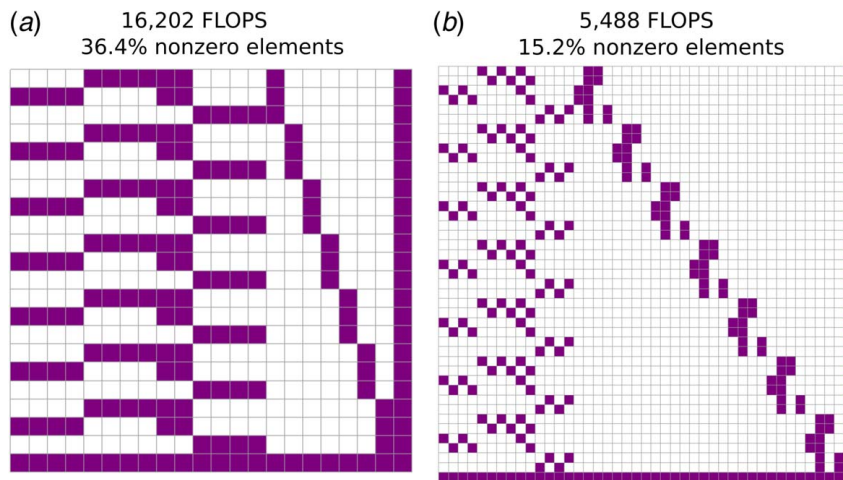 (a) 16,202 FLOPS
36.4% nonzero elements
(b) 5,488 FLOPS
15.2% nonzero elements